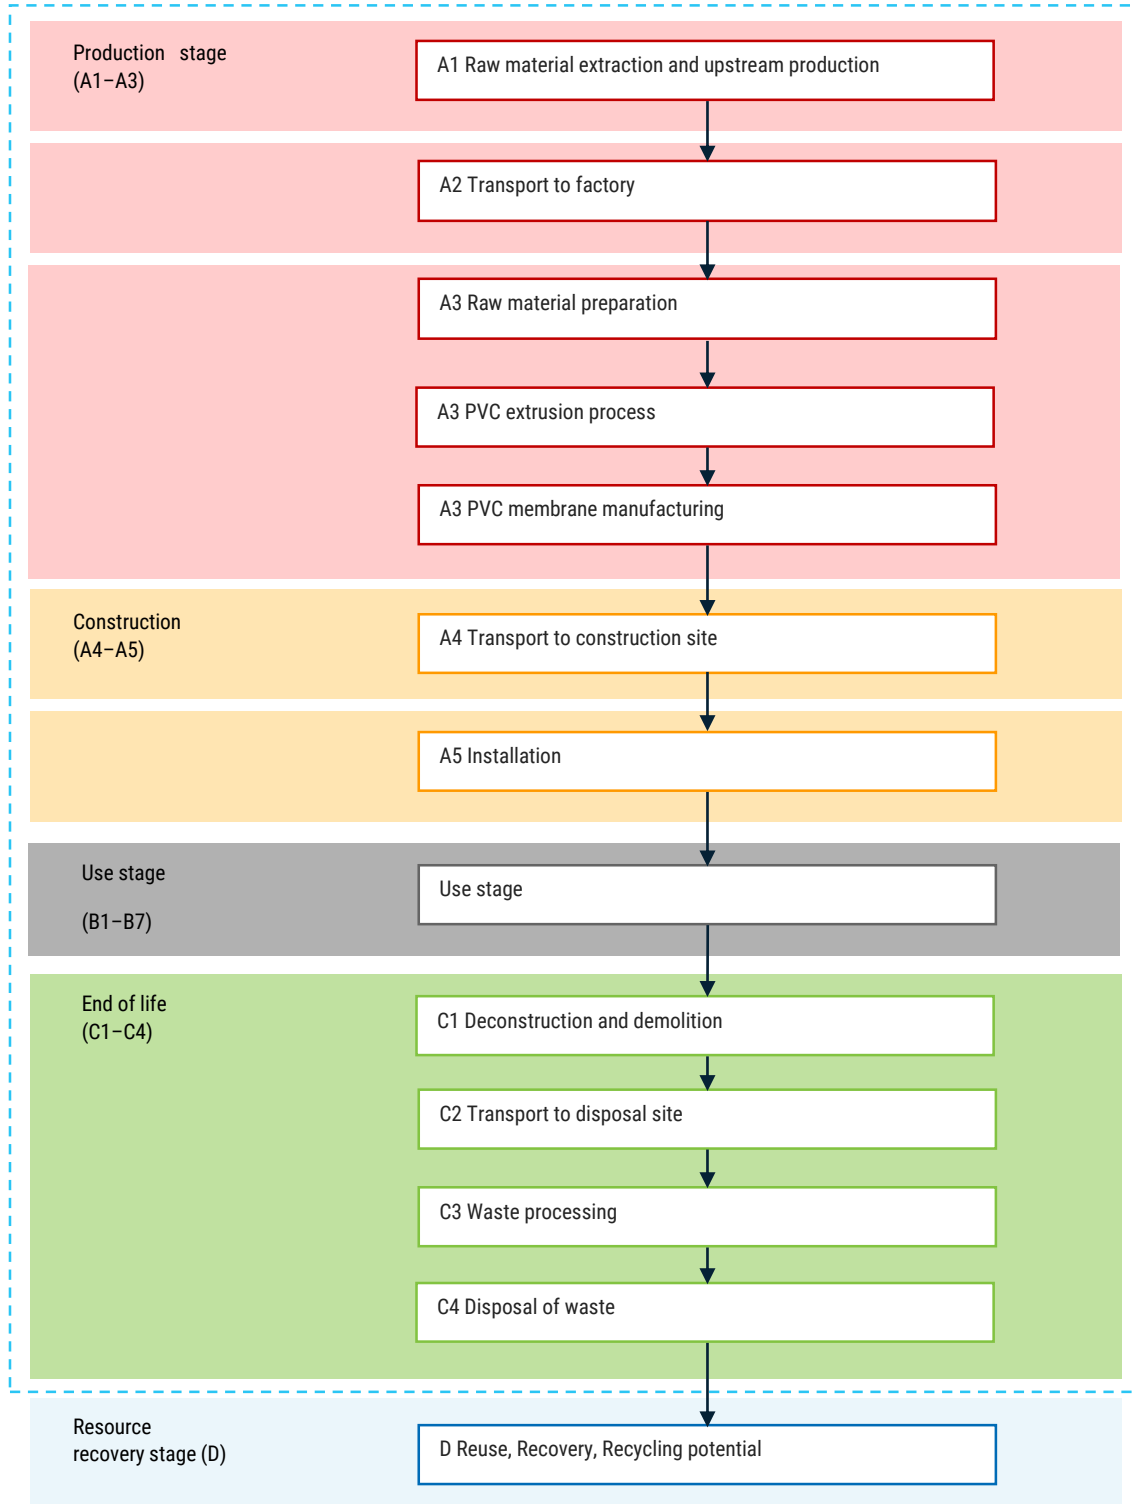 Production stage
(A1–A3)
A1 Raw material extraction and upstream production
A2 Transport to factory
A3 Raw material preparation
A3 PVC extrusion process
A3 PVC membrane manufacturing
Construction
(A4–A5)
A4 Transport to construction site
A5 Installation
Use stage
(B1–B7)
Use stage
End of life
(C1–C4)
C1 Deconstruction and demolition
C2 Transport to disposal site
C3 Waste processing
C4 Disposal of waste
Resource
recovery stage (D)
D Reuse, Recovery, Recycling potential